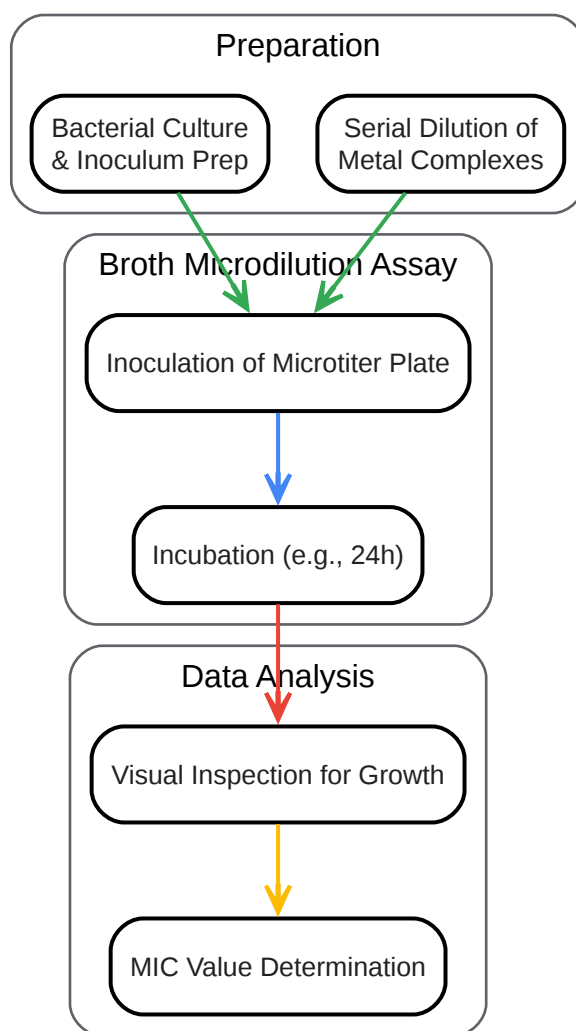 Preparation
Bacterial Culture
& Inoculum Prep
Serial Dilution of
Metal Complexes
Broth Microdilution Assay
Inoculation of Microtiter Plate
Incubation (e.g., 24h)
Data Analysis
Visual Inspection for Growth
MIC Value Determination